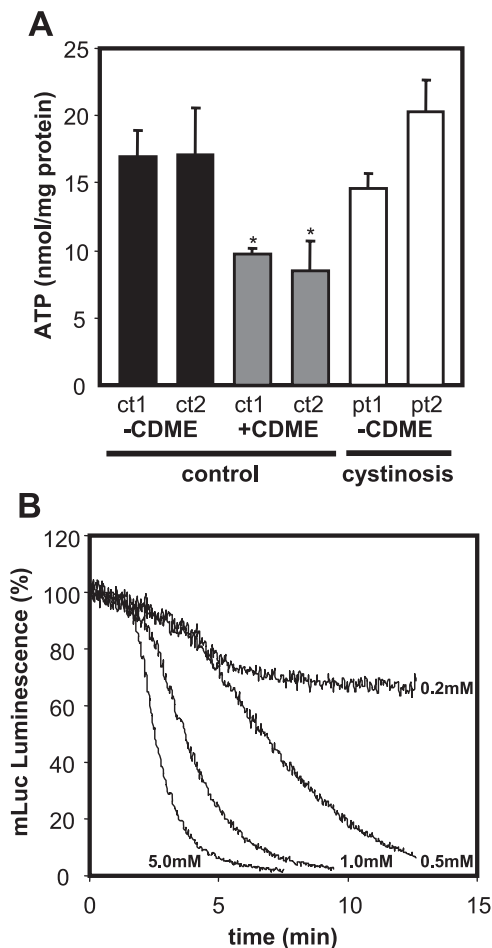 A
ATP (nmol/mg protein)
25
20
15
10
5
0
* *
ct1 ct2 ct1 ct2 pt1 pt2
-CDME +CDME -CDME
control cystinosis
B
mLuc Luminescence (%)
120
100
80
60
40
20
0
0.2mM
5.0mM 1.0mM 0.5mM
0 5 10 15
time (min)